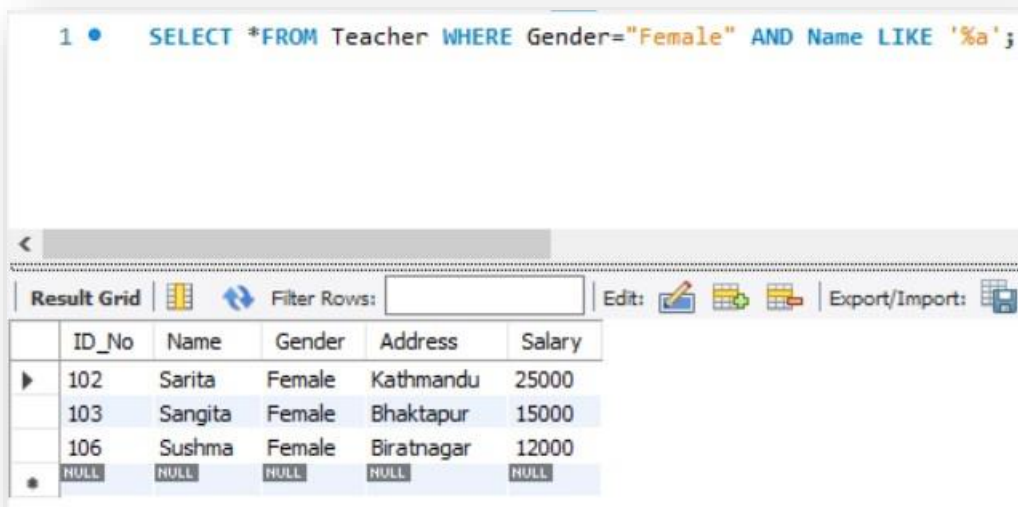 1 SELECT *FROM Teacher WHERE Gender="Female" AND Name LIKE '%a';
Result Grid Filter Rows: Edit: Export/Import:
ID_No Name Gender Address Salary
102 Sarita Female Kathmandu 25000
103 Sangita Female Bhaktapur 15000
106 Sushma Female Biratnagar 12000
NULL NULL NULL NULL NULL